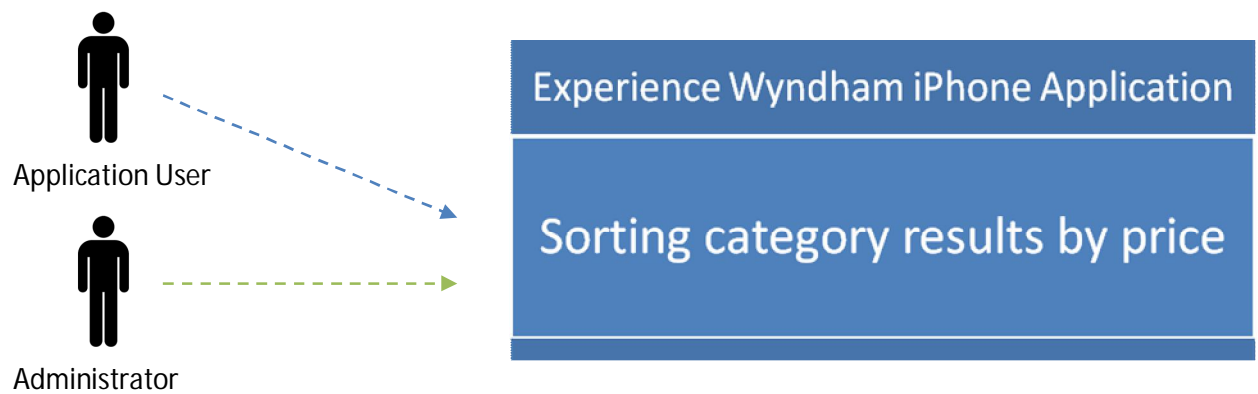 Application User
Administrator
Experience Wyndham iPhone Application
Sorting category results by price